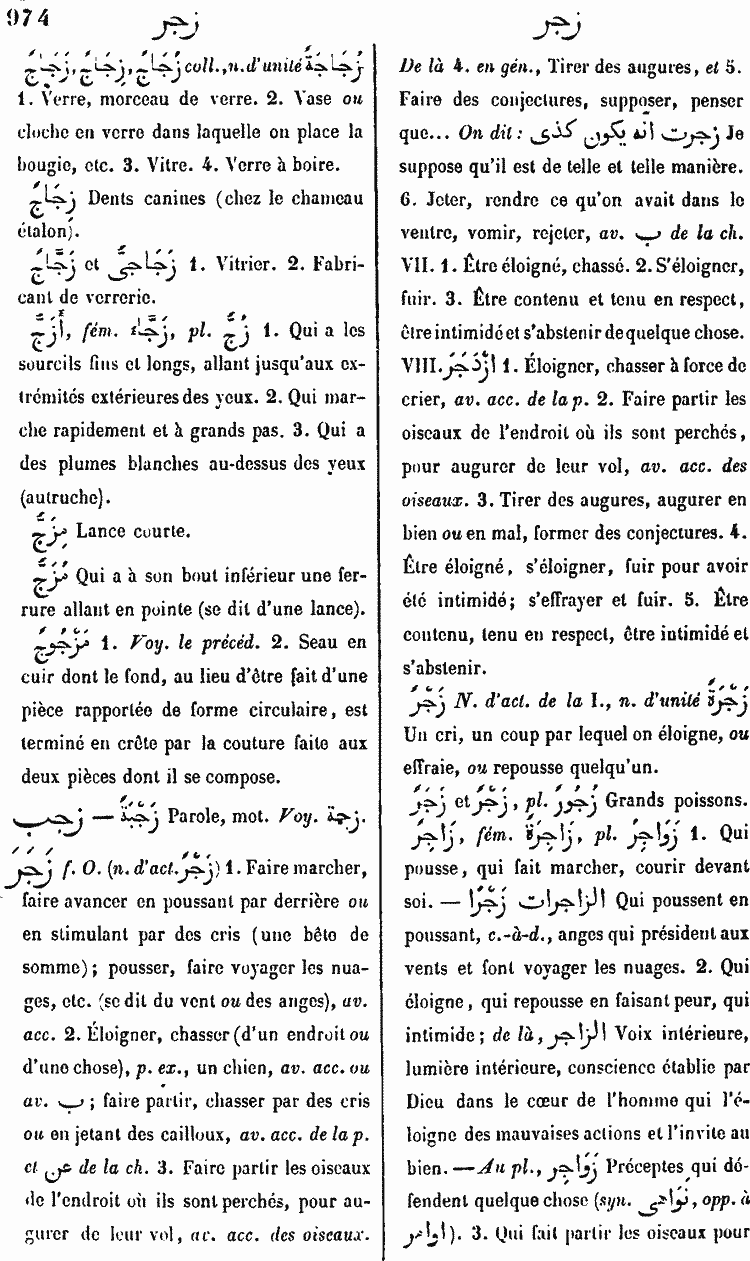 974
زجر
زجر
زُجَاجٌ, زِجَاجٌ, زَجَاجٌ coll., n. d'unité زُجَاجَةٌ
1. Verre, morceau de verre. 2. Vase ou
cloche en verre dans laquelle on place la
bougie, etc. 3. Vitre. 4. Verre à boire.
زِجَاجٌ Dents canines (chez le chameau
étalon).
زَجَّاجٌ et زُجَاجِىٌّ 1. Vitrier. 2. Fabri-
cant de verrerie.
أَزَجُّ, fém. زَجَّاءُ, pl. زُجٌّ 1. Qui a les
sourcils fins et longs, allant jusqu'aux ex-
trémités extérieures des yeux. 2. Qui mar-
che rapidement et à grands pas. 3. Qui a
des plumes blanches au-dessus des yeux
(autruche).
مِزَجٌّ Lance courte.
مُزَجٌّ Qui a à son bout inférieur une fer-
rure allant en pointe (se dit d'une lance).
مَزْجُوجٌ 1. Voy. le précéd. 2. Seau en
cuir dont le fond, au lieu d'être fait d'une
pièce rapportée de forme circulaire, est
terminé en crête par la couture faite aux
deux pièces dont il se compose.
زجب — زَجْبَةٌ Parole, mot. Voy. زجة.
زَجَرَ f. O. (n. d'act. زَجْرٌ) 1. Faire marcher,
faire avancer en poussant par derrière ou
en stimulant par des cris (une bête de
somme); pousser, faire voyager les nua-
ges, etc. (se dit du vent ou des anges), av.
acc. 2. Éloigner, chasser (d'un endroit ou
d'une chose), p. ex., un chien, av. acc. ou
av. ب; faire partir, chasser par des cris
ou en jetant des cailloux, av. acc. de la p.
et عن de la ch. 3. Faire partir les oiseaux
de l'endroit où ils sont perchés, pour au-
gurer de leur vol, av. acc. des oiseaux.
De là 4. en gén., Tirer des augures, et 5.
Faire des conjectures, supposer, penser
que... On dit: زجرت انه يكون كذى Je
suppose qu'il est de telle et telle manière.
6. Jeter, rendre ce qu'on avait dans le
ventre, vomir, rejeter, av. ب de la ch.
VII. 1. Être éloigné, chassé. 2. S'éloigner,
fuir. 3. Être contenu et tenu en respect,
être intimidé et s'abstenir de quelque chose.
VIII. اِزْدَجَرَ 1. Éloigner, chasser à force de
crier, av. acc. de la p. 2. Faire partir les
oiseaux de l'endroit où ils sont perchés,
pour augurer de leur vol, av. acc. des
oiseaux. 3. Tirer des augures, augurer en
bien ou en mal, former des conjectures. 4.
Être éloigné, s'éloigner, fuir pour avoir
été intimidé; s'effrayer et fuir. 5. Être
contenu, tenu en respect, être intimidé et
s'abstenir.
زَجْرٌ N. d'act. de la I., n. d'unité زَجْرَةٌ
Un cri, un coup par lequel on éloigne, ou
effraie, ou repousse quelqu'un.
زَجْرٌ et زَجَرٌ, pl. زُجُورٌ Grands poissons.
زَاجِرٌ, fém. زَاجِرَةٌ, pl. زَوَاجِرُ 1. Qui
pousse, qui fait marcher, courir devant
soi. — الزاجرات زَجْرًا Qui poussent en
poussant, c.-à-d., anges qui président aux
vents et font voyager les nuages. 2. Qui
éloigne, qui repousse en faisant peur, qui
intimide; de là, الزاجر Voix intérieure,
lumière intérieure, conscience établie par
Dieu dans le cœur de l'homme qui l'é-
loigne des mauvaises actions et l'invite au
bien. — Au pl., زَوَاجِر Préceptes qui dé-
fendent quelque chose (syn. نَوَاهى, opp. à
اوامر). 3. Qui fait partir les oiseaux pour